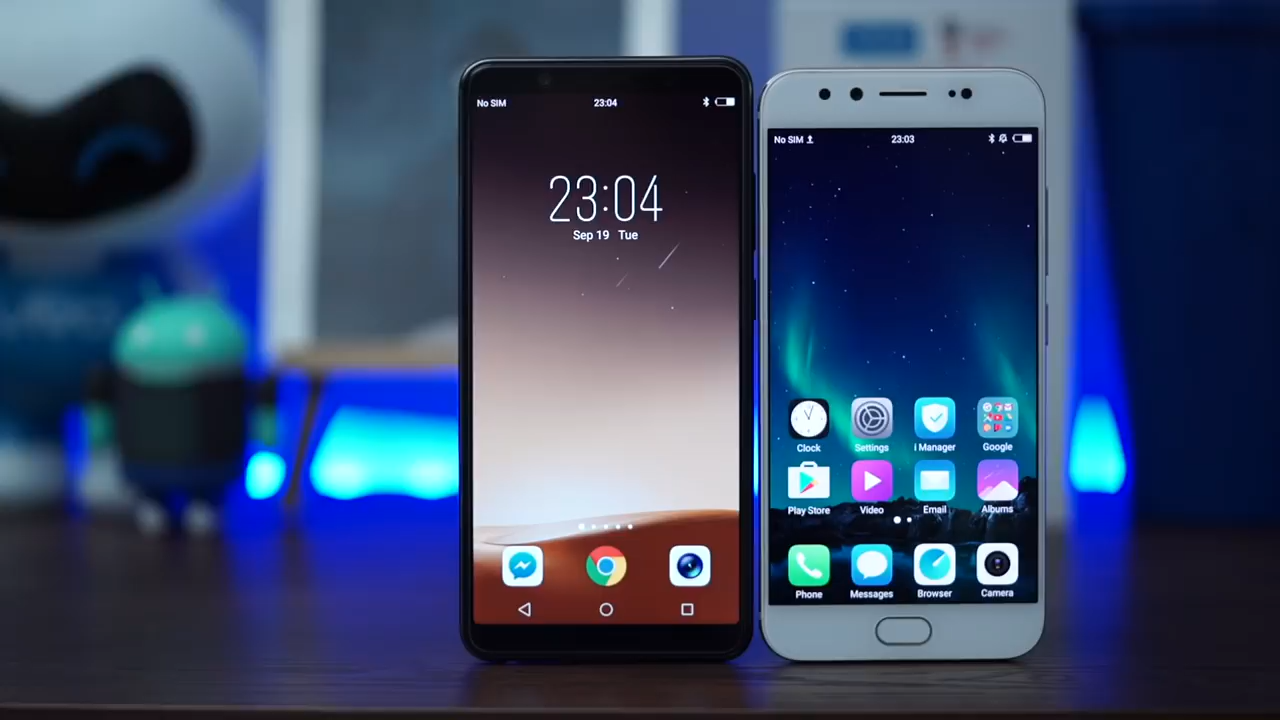 No SIM 23:04
23:04
Sep 19 Tue
No SIM 23:03
Clock Settings i Manager Google
Play Store Video Email Albums
Phone Messages Browser Camera